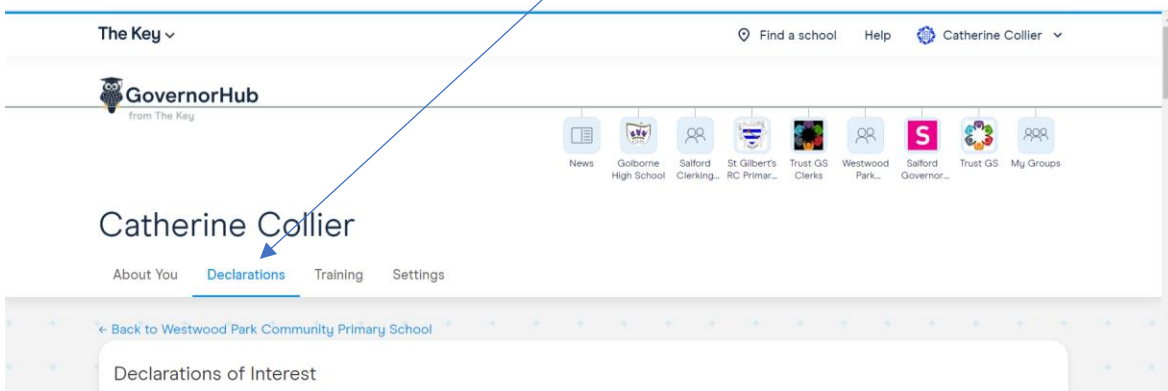 The Key
Find a school Help Catherine Collier
GovernorHub
from The Key
News Golborne High School Salford Clerking... St Gilbert's RC Primar... Trust GS Clerks Westwood Park... S Salford Governor... Trust GS My Groups
Catherine Collier
About You Declarations Training Settings
← Back to Westwood Park Community Primary School
Declarations of Interest